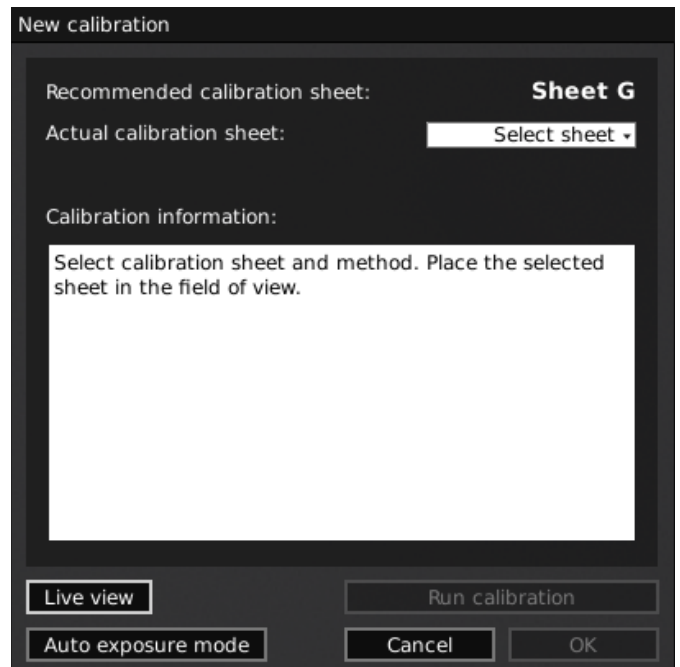 New calibration
Recommended calibration sheet: Sheet G
Actual calibration sheet: Select sheet
Calibration information:
Select calibration sheet and method. Place the selected
sheet in the field of view.
Live view Run calibration
Auto exposure mode Cancel OK